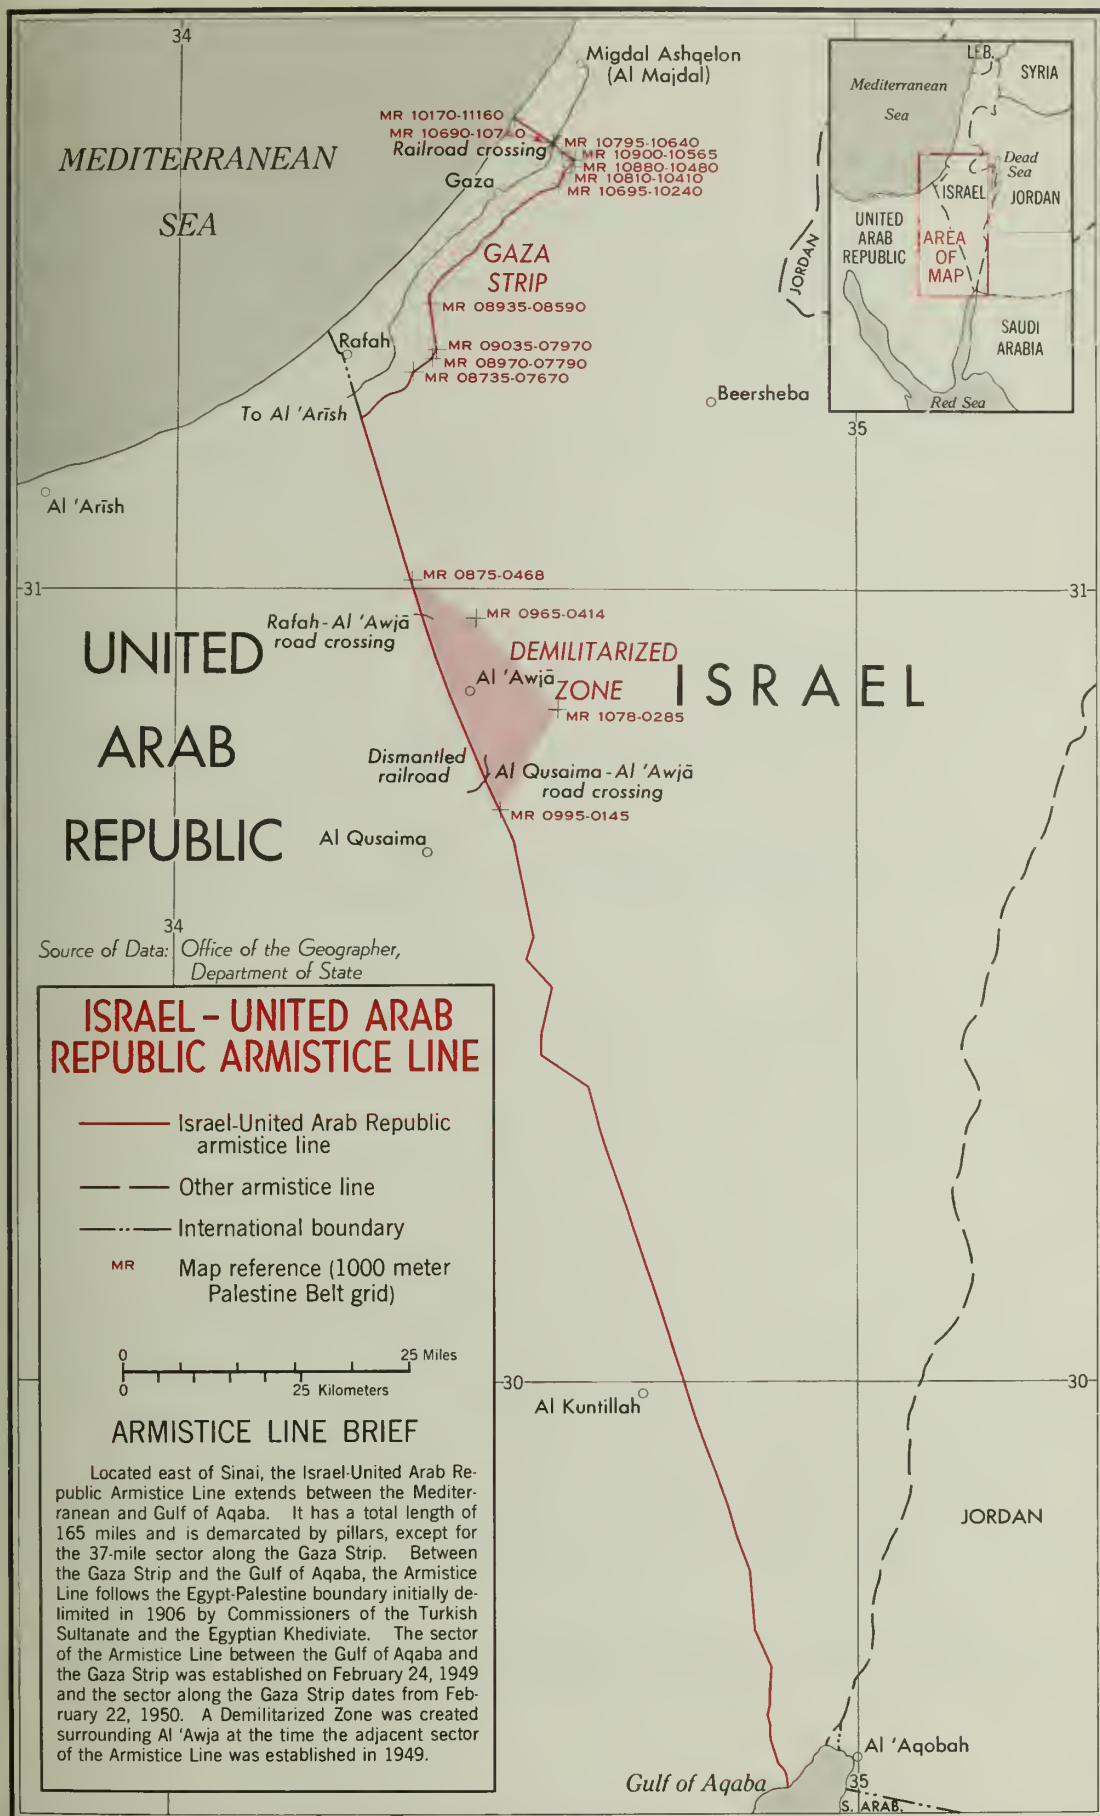 34
Migdal Ashqelon
(Al Majdal)
MR 10170-11160
MR 10690-10740
Railroad crossing
MR 10795-10640
MR 10900-10565
MR 10880-10480
MR 10810-10410
MR 10695-10240
MEDITERRANEAN
SEA
Gaza
GAZA
STRIP
MR 08935-08590
Rafah
MR 09035-07970
MR 08970-07790
MR 08735-07670
To Al 'Arīsh
Beersheba
35
Al 'Arīsh
JORDAN
LEB.
SYRIA
Mediterranean
Sea
Dead
Sea
ISRAEL
JORDAN
UNITED
ARAB
REPUBLIC
AREA
OF
MAP
SAUDI
ARABIA
Red Sea
31
MR 0875-0468
31
Rafah-Al 'Awjā
road crossing
MR 0965-0414
UNITED
ARAB
REPUBLIC
DEMILITARIZED
ZONE
Al 'Awjā
ISRAEL
MR 1078-0285
Dismantled
railroad
Al Qusaima-Al 'Awjā
road crossing
MR 0995-0145
Al Qusaima
34
Source of Data: Office of the Geographer,
Department of State
ISRAEL-UNITED ARAB
REPUBLIC ARMISTICE LINE
Israel-United Arab Republic
armistice line
Other armistice line
International boundary
MR Map reference (1000 meter
Palestine Belt grid)
0 25 Miles
0 25 Kilometers
ARMISTICE LINE BRIEF
Located east of Sinai, the Israel-United Arab Re-
public Armistice Line extends between the Mediter-
ranean and Gulf of Aqaba. It has a total length of
165 miles and is demarcated by pillars, except for
the 37-mile sector along the Gaza Strip. Between
the Gaza Strip and the Gulf of Aqaba, the Armistice
Line follows the Egypt-Palestine boundary initially de-
limited in 1906 by Commissioners of the Turkish
Sultanate and the Egyptian Khediviate. The sector
of the Armistice Line between the Gulf of Aqaba and
the Gaza Strip was established on February 24, 1949
and the sector along the Gaza Strip dates from Feb-
ruary 22, 1950. A Demilitarized Zone was created
surrounding Al 'Awja at the time the adjacent sector
of the Armistice Line was established in 1949.
30
30
Al Kuntillah
JORDAN
Al 'Aqobah
Gulf of Aqaba
35
S. ARAB.